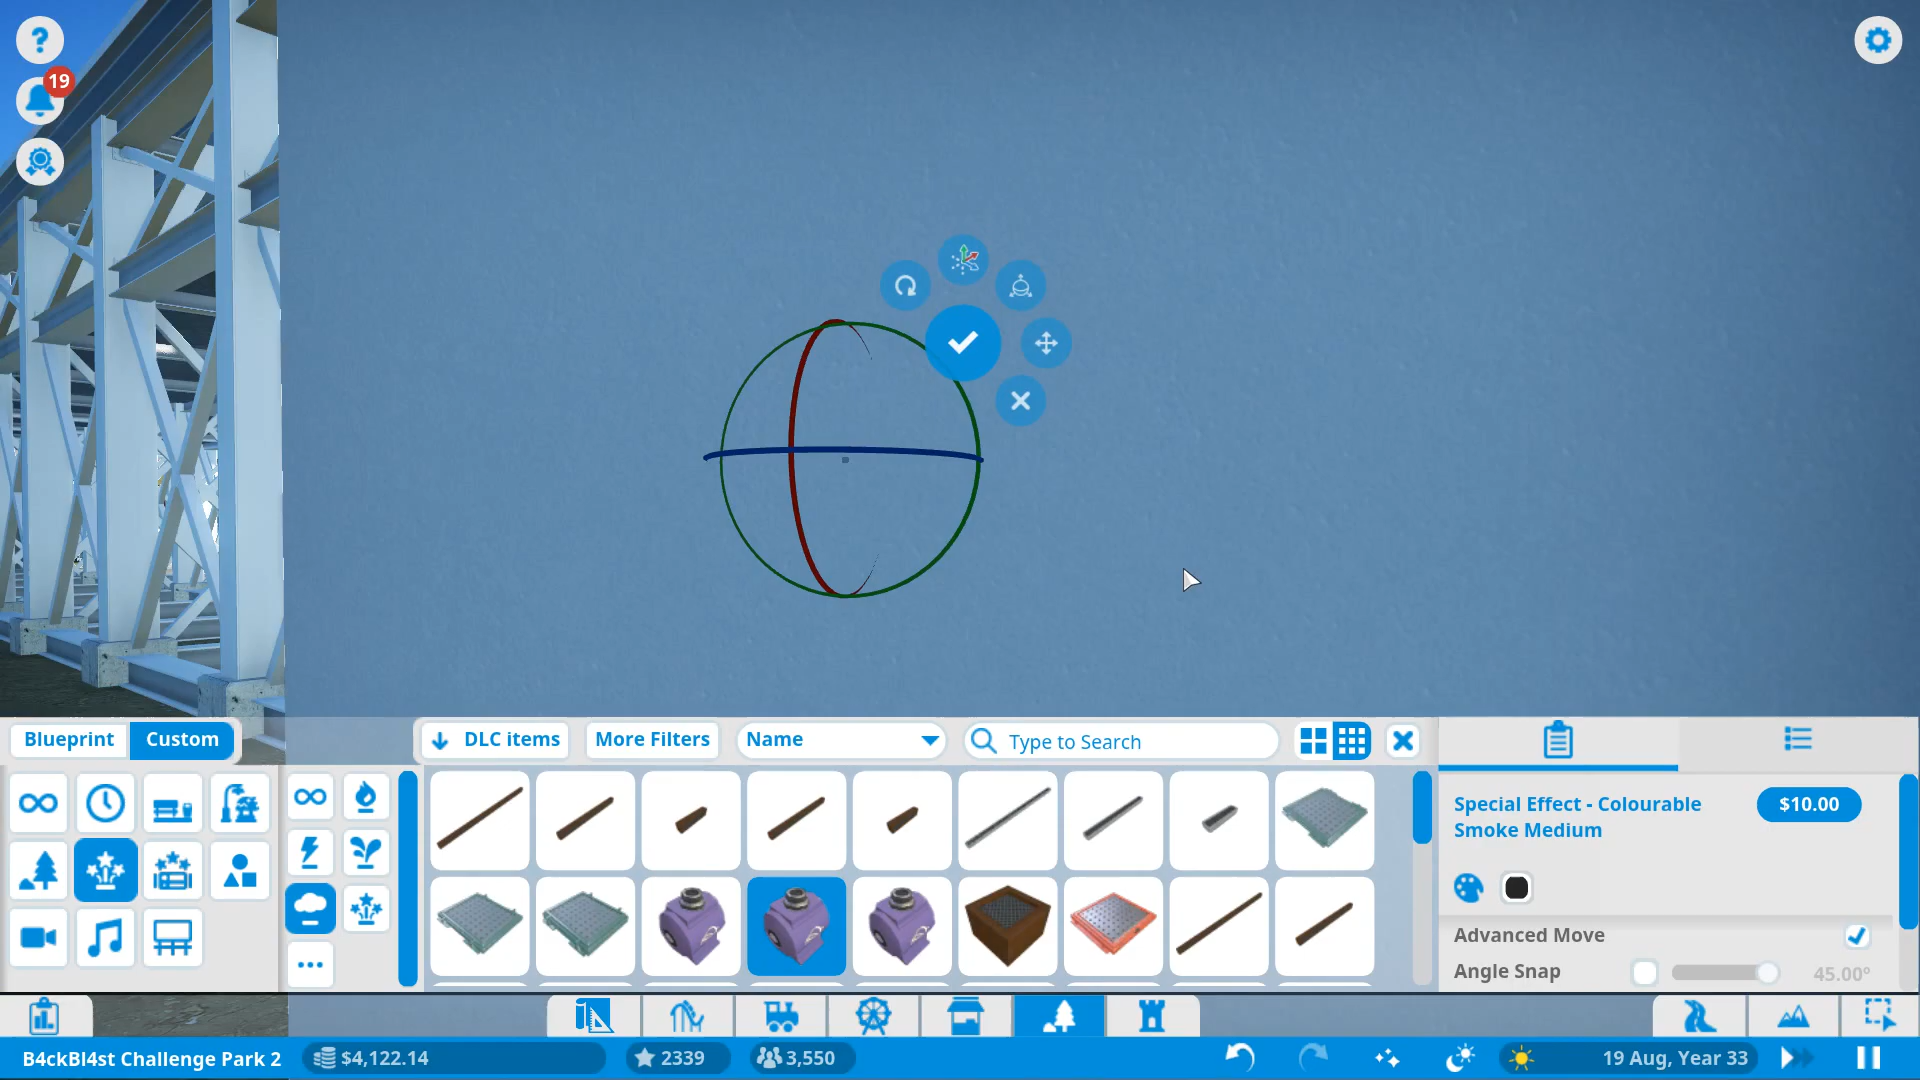 ?
19
Blueprint
Custom
DLC items
More Filters
Name
Type to Search
Special Effect - Colourable
Smoke Medium
$10.00
Advanced Move
Angle Snap
45.00°
B4ckBl4st Challenge Park 2
$4,122.14
2339
3,550
19 Aug, Year 33